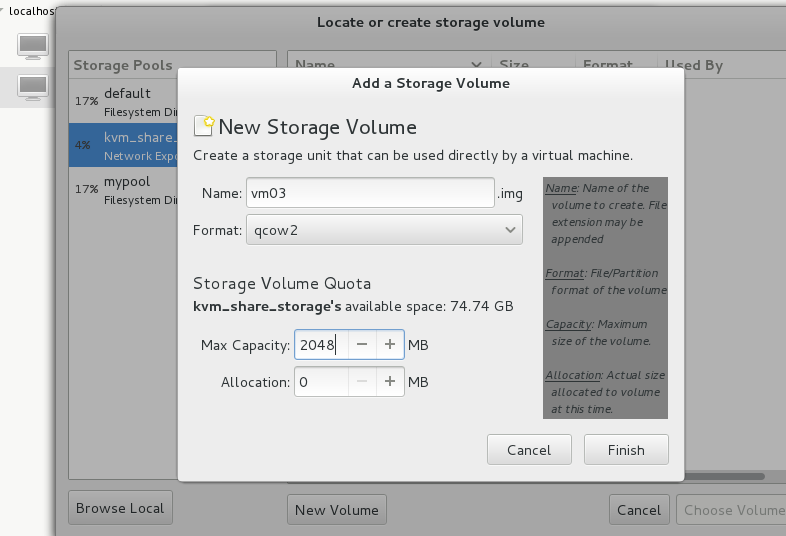 localhos
Locate or create storage volume
Storage Pools
Name Size Format Used By
17% default
Filesystem Di
4% kvm_share_
Network Expo
17% mypool
Filesystem Di
Add a Storage Volume
New Storage Volume
Create a storage unit that can be used directly by a virtual machine.
Name: vm03 .img
Format: qcow2
Storage Volume Quota
kvm_share_storage's available space: 74.74 GB
Max Capacity: 2048 MB
Allocation: 0 MB
Name: Name of the
volume to create. File
extension may be
appended
Format: File/Partition
format of the volume
Capacity: Maximum
size of the volume.
Allocation: Actual size
allocated to volume
at this time.
Cancel Finish
Browse Local New Volume Cancel Choose Volume